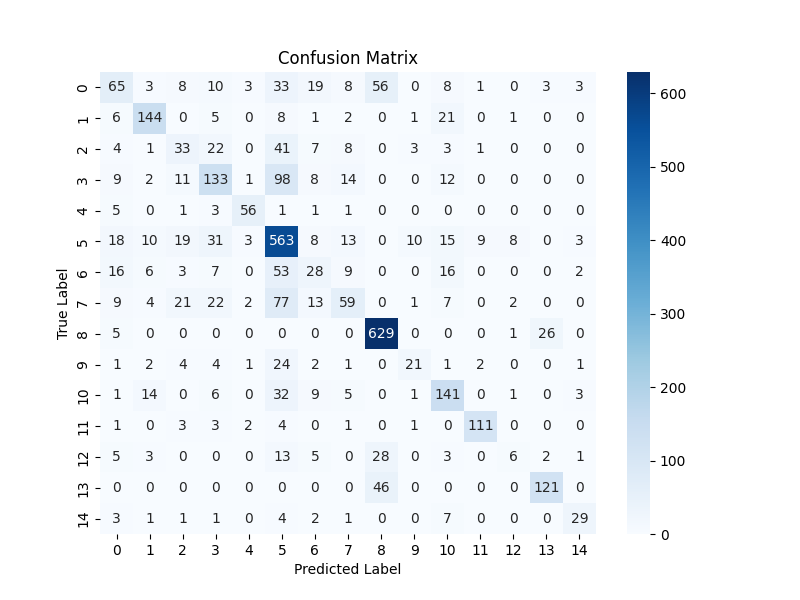 Confusion Matrix
0 65 3 8 10 3 33 19 8 56 0 8 1 0 3 3
1 6 144 0 5 0 8 1 2 0 1 21 0 1 0 0
2 4 1 33 22 0 41 7 8 0 3 3 1 0 0 0
3 9 2 11 133 1 98 8 14 0 0 12 0 0 0 0
4 5 0 1 3 56 1 1 1 0 0 0 0 0 0 0
5 18 10 19 31 3 563 8 13 0 10 15 9 8 0 3
6 16 6 3 7 0 53 28 9 0 0 16 0 0 0 2
7 9 4 21 22 2 77 13 59 0 1 7 0 2 0 0
8 5 0 0 0 0 0 0 0 629 0 0 0 1 26 0
9 1 2 4 4 1 24 2 1 0 21 1 2 0 0 1
10 1 14 0 6 0 32 9 5 0 1 141 0 1 0 3
11 1 0 3 3 2 4 0 1 0 1 0 111 0 0 0
12 5 3 0 0 0 13 5 0 28 0 3 0 6 2 1
13 0 0 0 0 0 0 0 0 46 0 0 0 0 121 0
14 3 1 1 1 0 4 2 1 0 0 7 0 0 0 29
0 1 2 3 4 5 6 7 8 9 10 11 12 13 14
Predicted Label
True Label
600
500
400
300
200
100
0